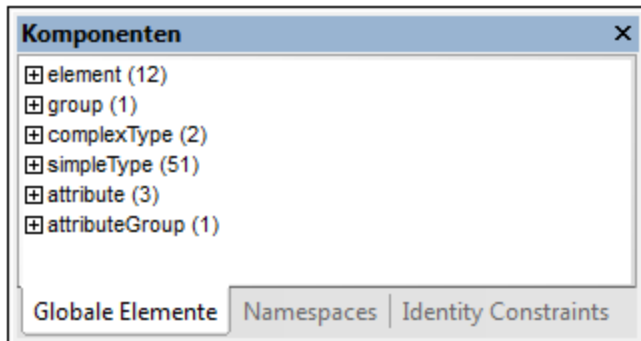 Komponenten
element (12)
group (1)
complexType (2)
simpleType (51)
attribute (3)
attributeGroup (1)
Globale Elemente Namespaces Identity Constraints